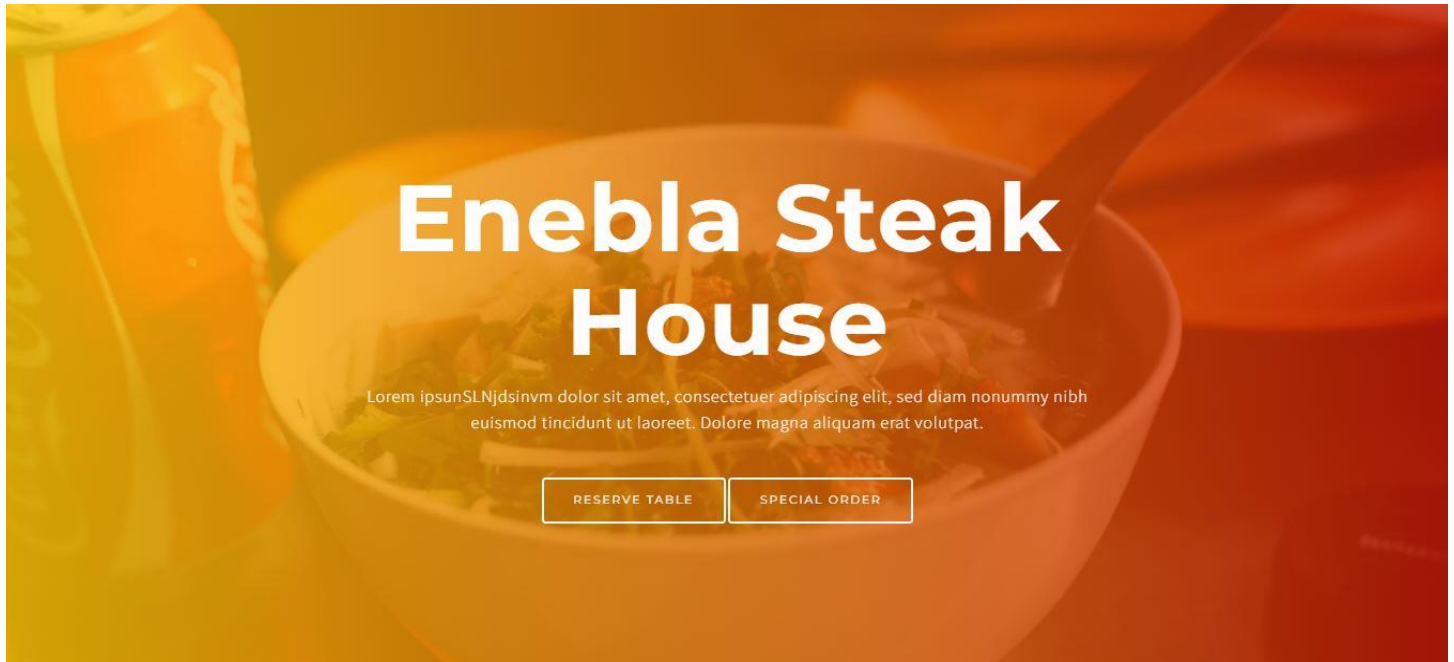 Enebla Steak
House
Lorem ipsunSLNjdsinvm dolor sit amet, consectetuer adipiscing elit, sed diam nonummy nibh
euismod tincidunt ut laoreet. Dolore magna aliquam erat volutpat.
RESERVE TABLE SPECIAL ORDER